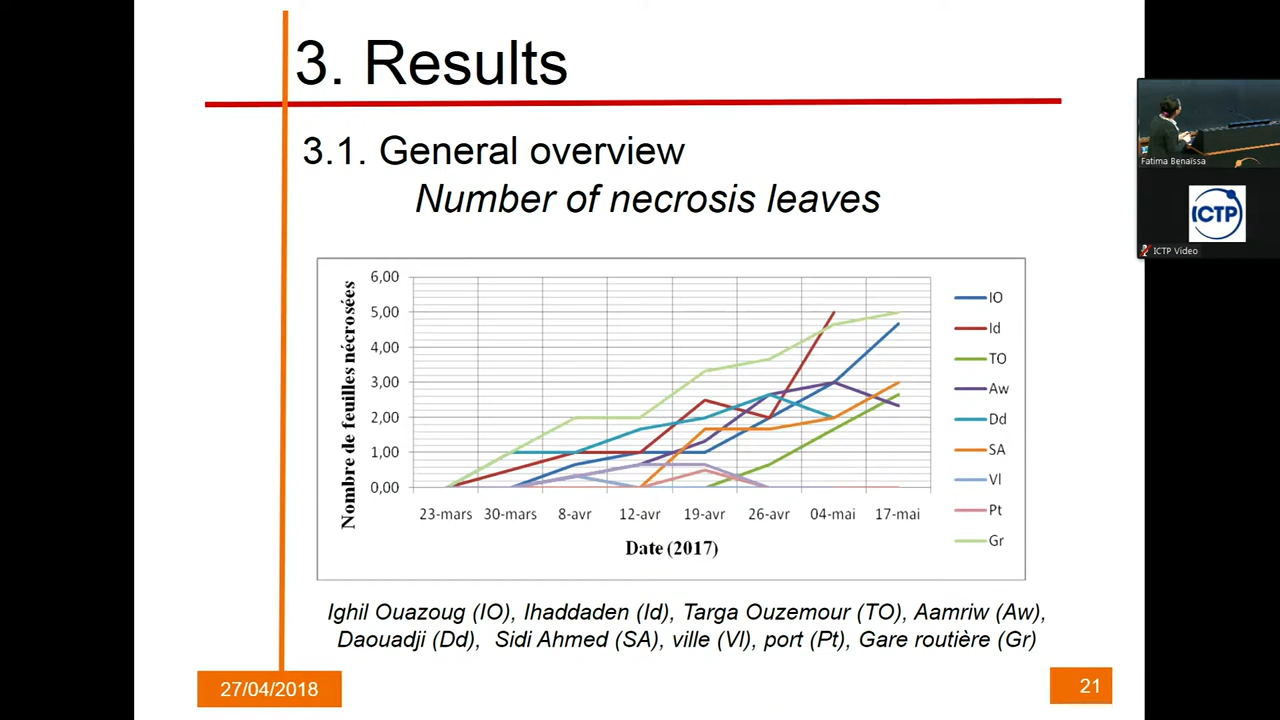 3. Results
3.1. General overview
Number of necrosis leaves
Nombre de feuilles nécrosées
6,00
5,00
4,00
3,00
2,00
1,00
0,00
23-mars 30-mars 8-avr 12-avr 19-avr 26-avr 04-mai 17-mai
Date (2017)
IO
Id
TO
Aw
Dd
SA
Vl
Pt
Gr
Ighil Ouazoug (IO), Ihaddaden (Id), Targa Ouzemour (TO), Aamriw (Aw),
Daouadji (Dd), Sidi Ahmed (SA), ville (Vl), port (Pt), Gare routière (Gr)
27/04/2018
21
Fatima Benaïssa
ICTP
ICTP Video